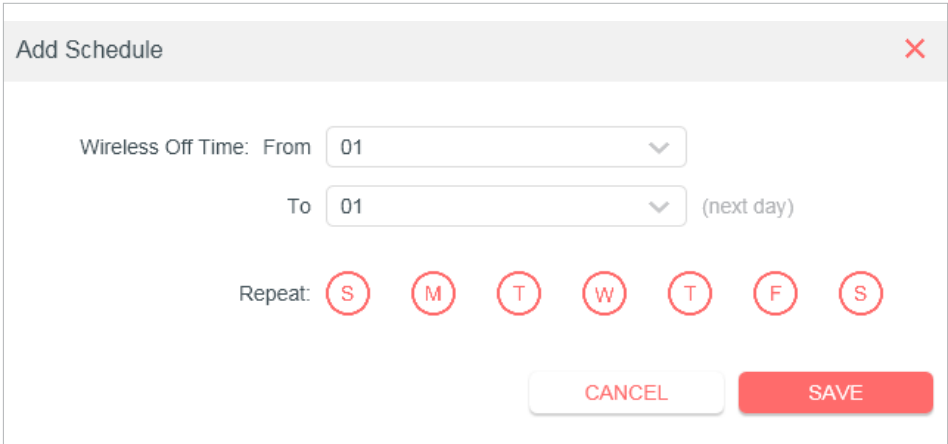 Add Schedule
Wireless Off Time: From 01
To 01 (next day)
Repeat: S M T W T F S
CANCEL SAVE